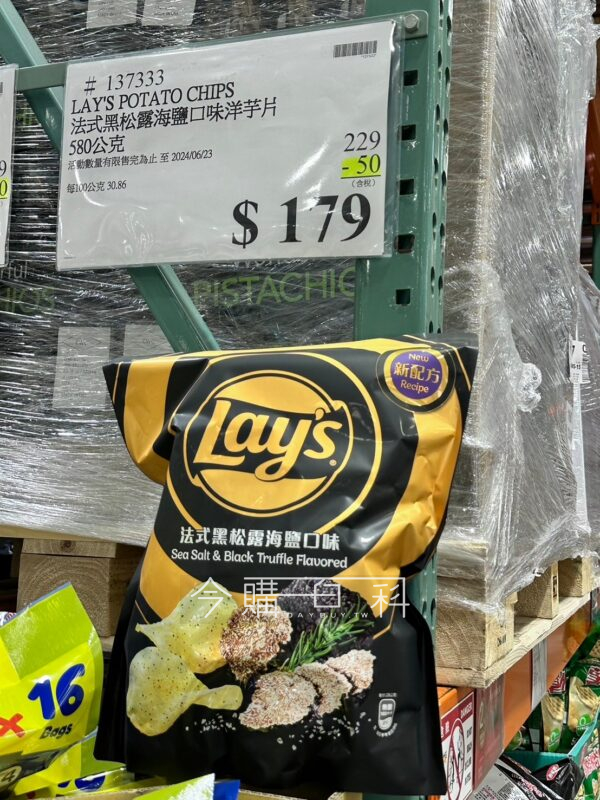 # 137333
LAY'S POTATO CHIPS
法式黑松露海鹽口味洋芋片
580公克
活動數量有限售完為止 至 2024/06/23
每100公克 30.86
229
- 50
(含稅)
$ 179
PISTACHIO
New
新配方
Recipe
Lay's
法式黑松露海鹽口味
Sea Salt & Black Truffle Flavored
今購百科
16
Bags